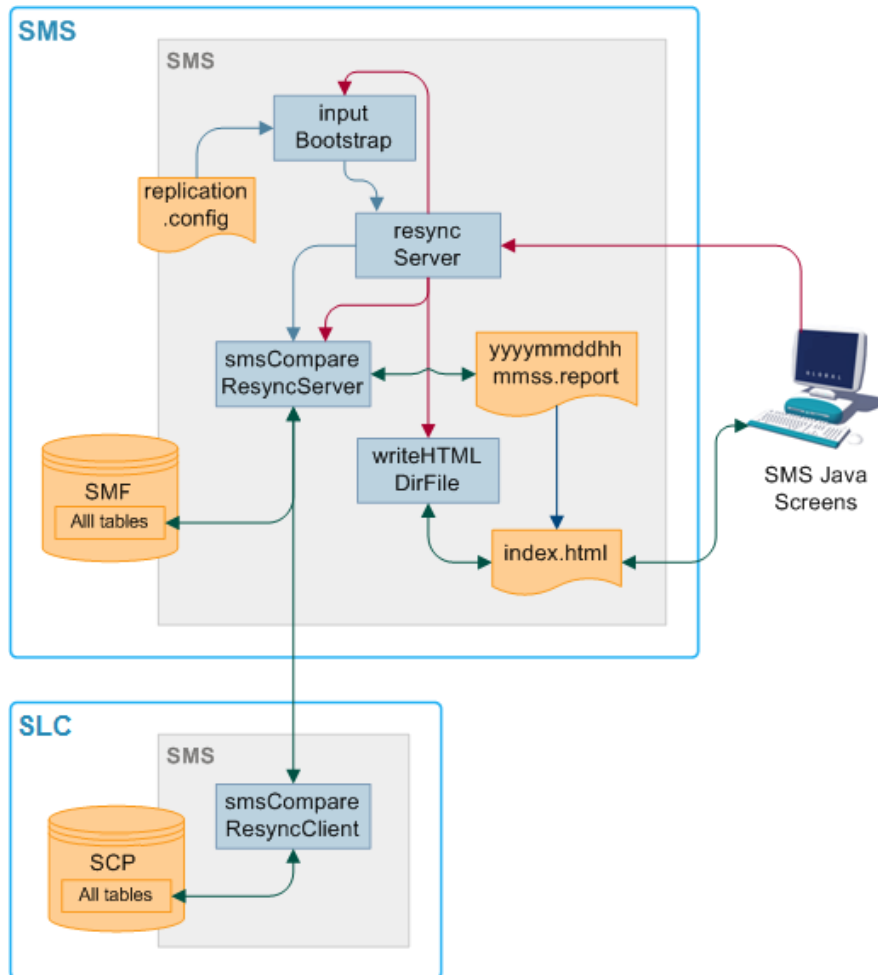 SMS
SMS
input
Bootstrap
replication
.config
resync
Server
smsCompare
ResyncServer
yyyymmddhh
mmss.report
GLOBAL
SMS Java
Screens
writeHTML
DirFile
SMF
Alll tables
index.html
SLC
SMS
smsCompare
ResyncClient
SCP
All tables